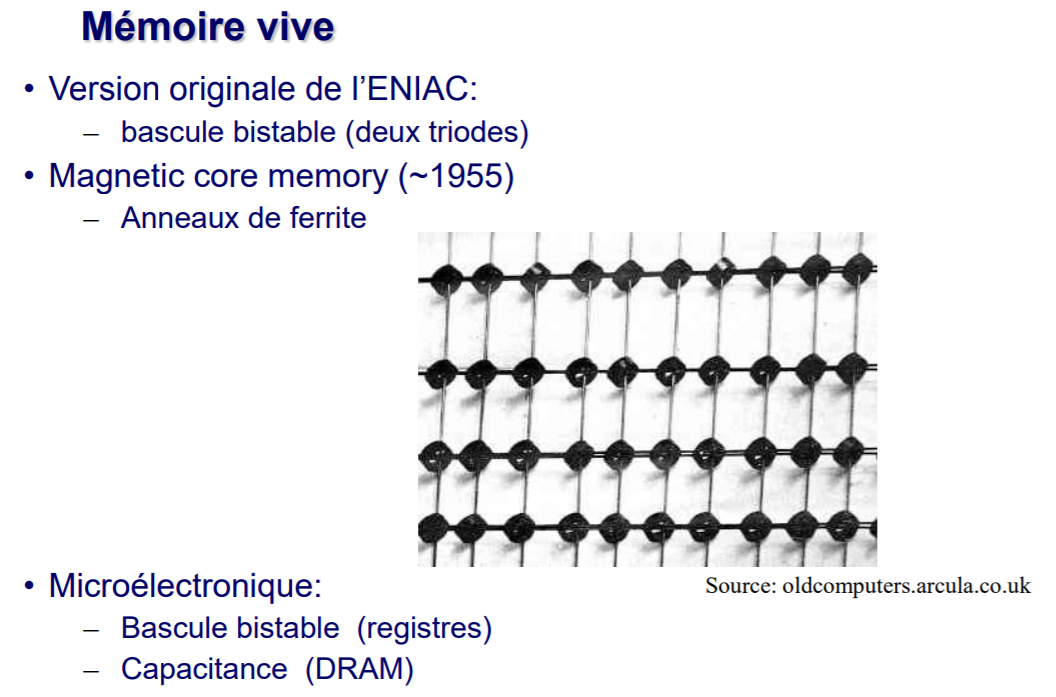 Mémoire vive
• Version originale de l’ENIAC:
– bascule bistable (deux triodes)
• Magnetic core memory (~1955)
– Anneaux de ferrite
• Microélectronique:
Source: oldcomputers.arcula.co.uk
– Bascule bistable (registres)
– Capacitance (DRAM)